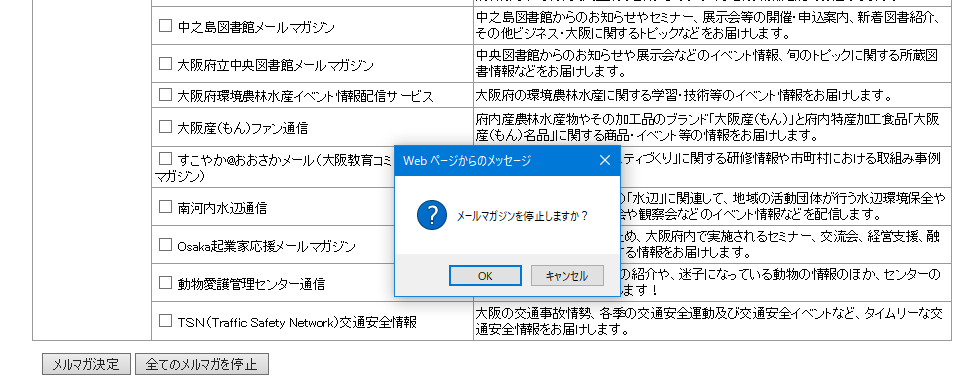 中之島図書館メールマガジン
中之島図書館からのお知らせやセミナー、展示会等の開催・申込案内、新着図書紹介、
その他ビジネス・大阪に関するトピックなどをお届けします。
大阪府立中央図書館メールマガジン
中央図書館からのお知らせや展示会などのイベント情報、旬のトピックに関する所蔵図
書情報などをお届けします。
大阪府環境農林水産イベント情報配信サービス
大阪府の環境農林水産に関する学習・技術等のイベント情報をお届けします。
大阪産(もん)ファン通信
府内産農林水産物やその加工品のブランド「大阪産(もん)」と府内特産加工食品「大阪
産(もん)名品」に関する商品・イベント等の情報をお届けします。
すこやか@おおさかメール(大阪教育コミ
マガジン)
ティづくり」に関する研修情報や市町村における取組み事例
南河内水辺通信
の「水辺」に関連して、地域の活動団体が行う水辺環境保全や
会や観察会などのイベント情報などを配信します。
Osaka起業家応援メールマガジン
め、大阪府内で実施されるセミナー、交流会、経営支援、融
る情報をお届けします。
動物愛護管理センター通信
の紹介や、迷子になっている動物の情報のほか、センターの
ます!
TSN(Traffic Safety Network)交通安全情報
大阪の交通事故情勢、各季の交通安全運動及び交通安全イベントなど、タイムリーな交
通安全情報をお届けします。
Web ページからのメッセージ
メールマガジンを停止しますか?
OK
キャンセル
メルマガ決定
全てのメルマガを停止